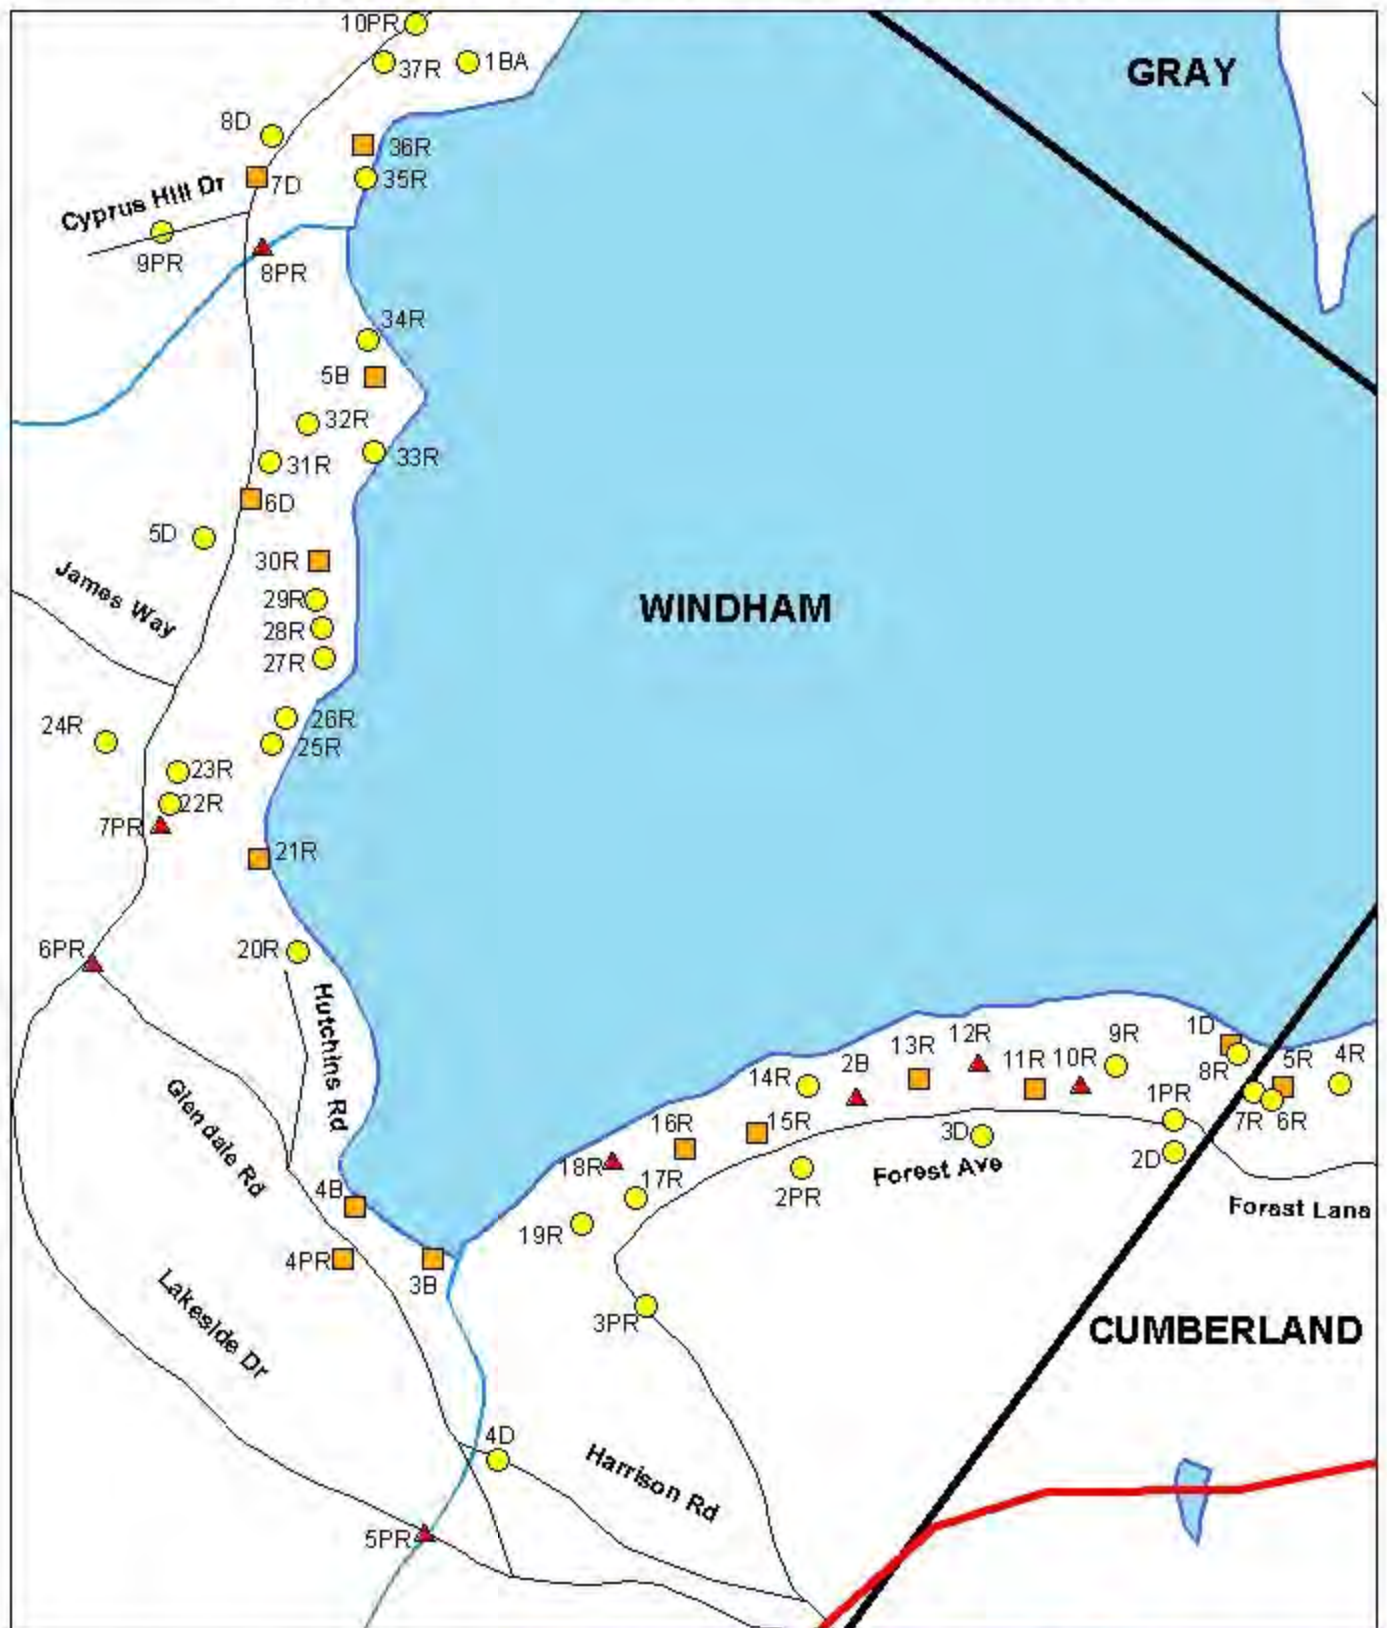 10PR
37R
1BA
GRAY
8D
36R
7D
35R
Cyprus Hill Dr
9PR
8PR
34R
5B
32R
33R
31R
6D
5D
30R
James Way
29R
WINDHAM
28R
27R
24R
26R
25R
23R
22R
7PR
21R
6PR
20R
Hutchins Rd
1D
12R
9R
13R
11R
10R
5R
4R
2B
8R
14R
1PR
7R
6R
15R
16R
3D
2D
18R
17R
Forest Ave
2PR
Glendale Rd
4B
Forest Lane
19R
4PR
3B
3PR
CUMBERLAND
Lakeside Dr
4D
Harrison Rd
5PR